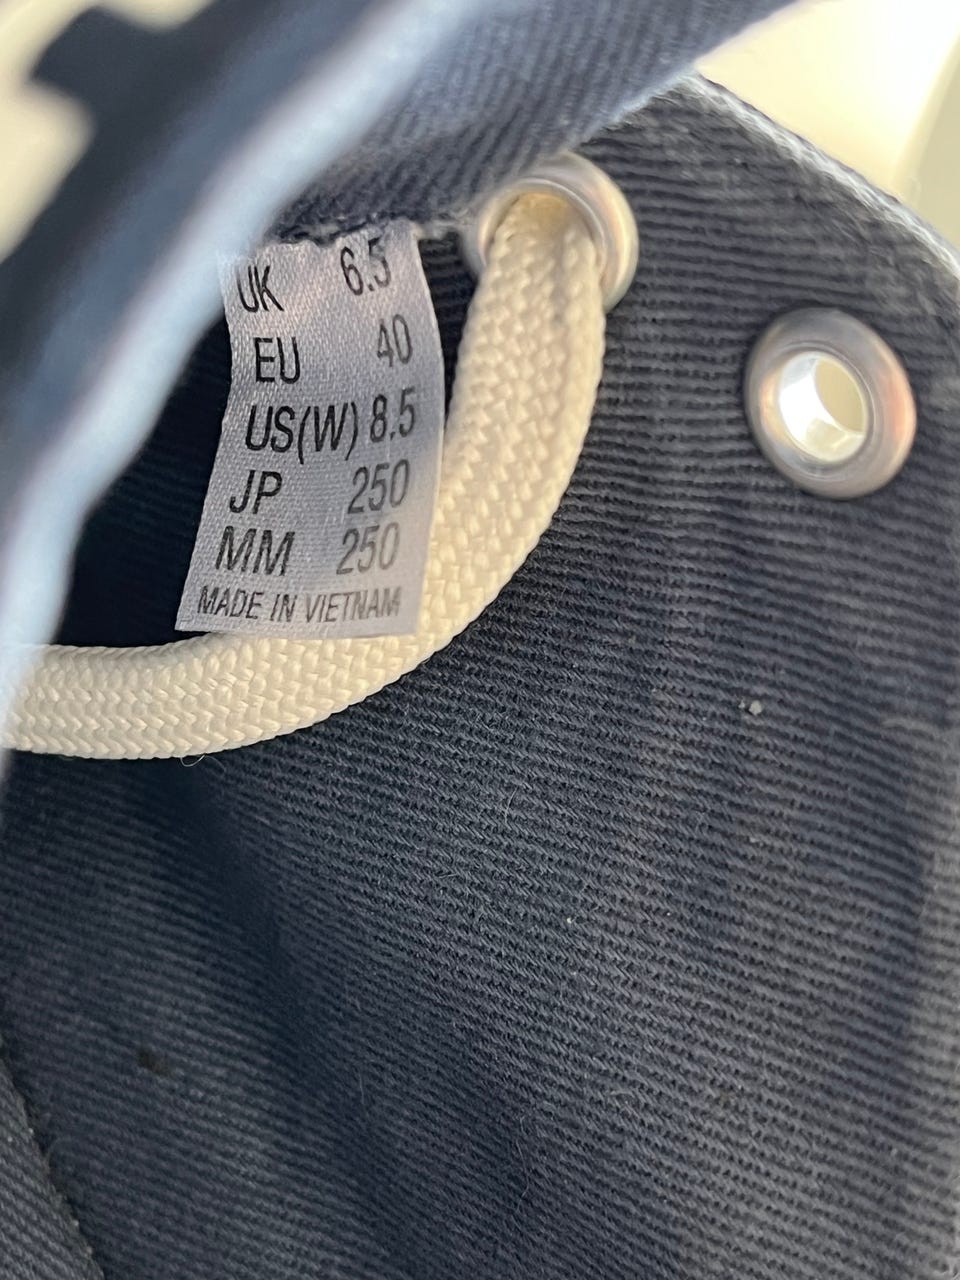 UK 6.5
EU 40
US(W) 8.5
JP 250
MM 250
MADE IN VIETNAM